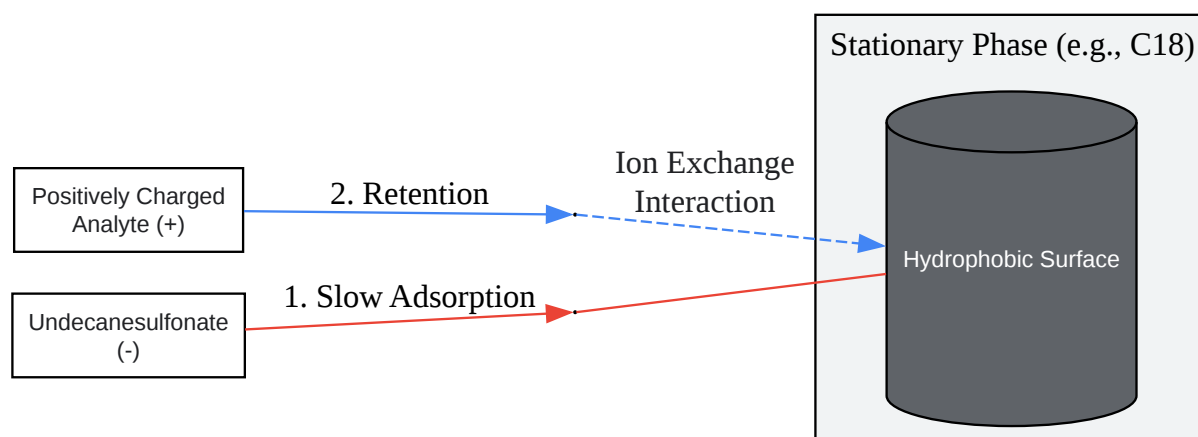 Stationary Phase (e.g., C18)
Ion Exchange
Interaction
2. Retention
Positively Charged
Analyte (+)
Hydrophobic Surface
1. Slow Adsorption
Undecanesulfonate
(-)